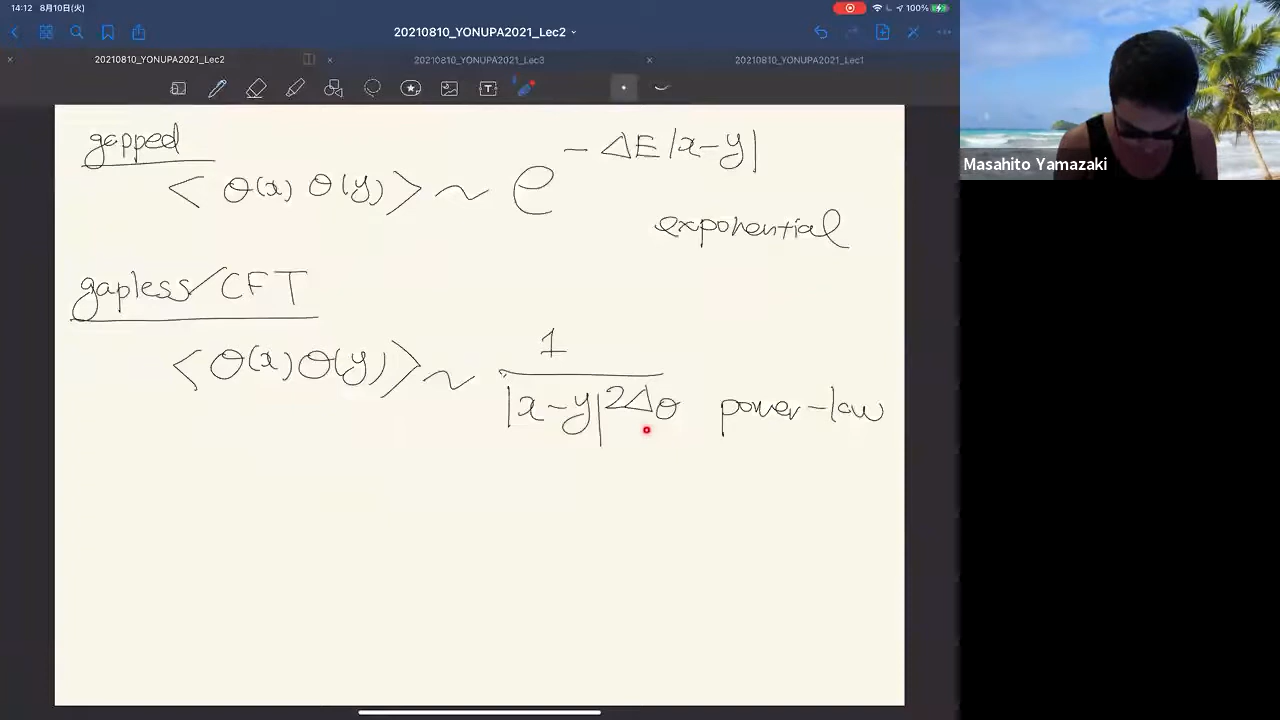 14:12 8月10日(火)
100%
20210810_YONUPA2021_Lec2
20210810_YONUPA2021_Lec2
20210810_YONUPA2021_Lec3
20210810_YONUPA2021_Lec1
gapped
<O(x) O(y)> ~ e^{-ΔE|x-y|}
exponential
gapless/CFT
<O(x)O(y)> ~ 1/|x-y|^{2Δ_O} power-law
Masahito Yamazaki